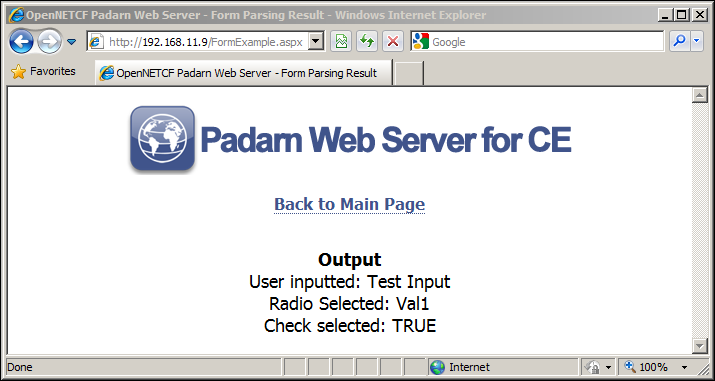 OpenNETCF Padarn Web Server - Form Parsing Result - Windows Internet Explorer
http://192.168.11.9/FormExample.aspx
Google
Favorites
OpenNETCF Padarn Web Server - Form Parsing Result
Padarn Web Server for CE
Back to Main Page
Output
User inputted: Test Input
Radio Selected: Val1
Check selected: TRUE
Done
Internet
100%